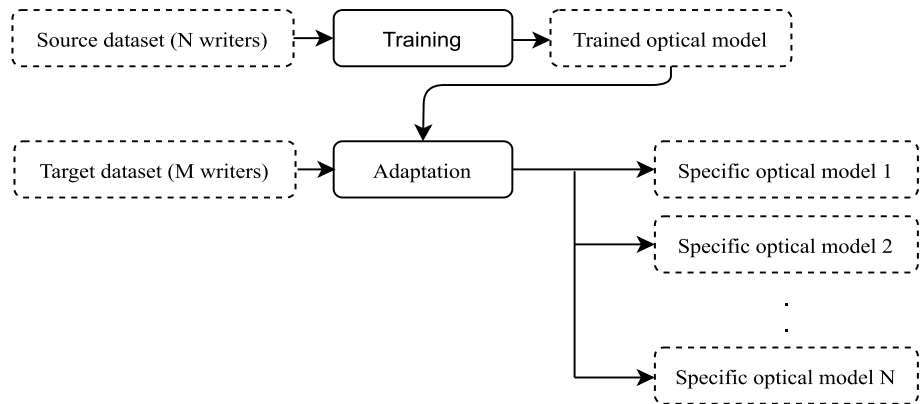 Source dataset (N writers)
Training
Trained optical model
Target dataset (M writers)
Adaptation
Specific optical model 1
Specific optical model 2
.
.
Specific optical model N